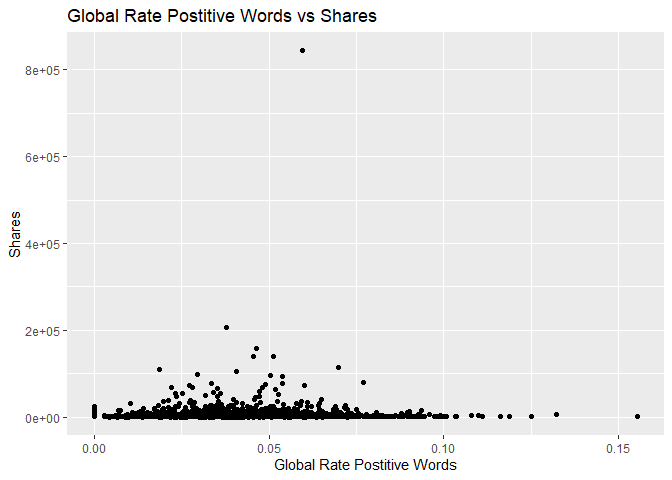 Global Rate Postitive Words vs Shares
8e+05
6e+05
4e+05
2e+05
0e+00
Shares
0.00 0.05 0.10 0.15
Global Rate Postitive Words